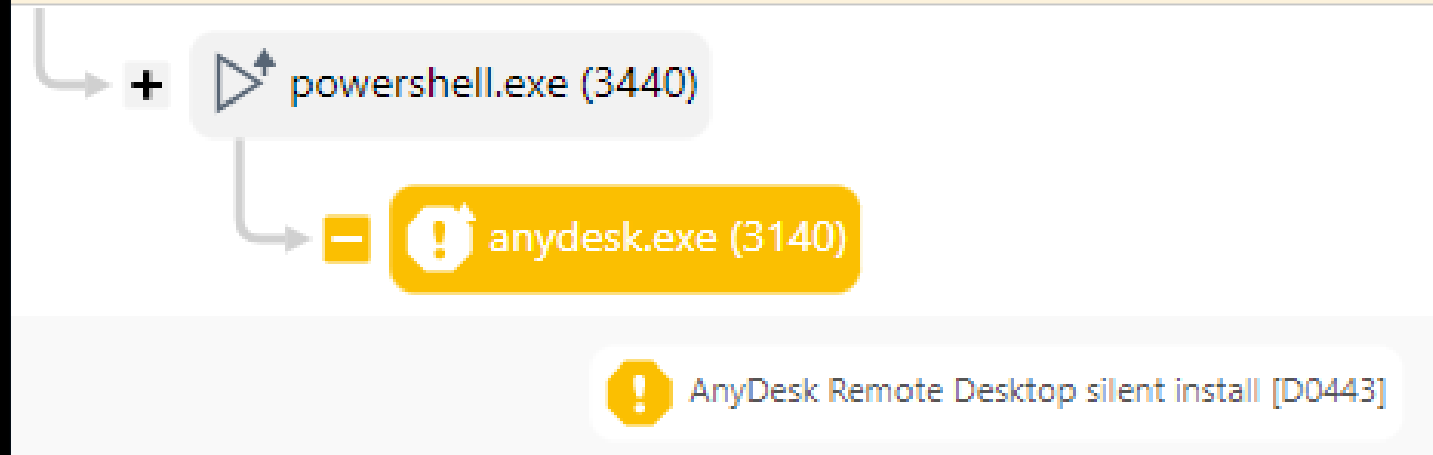 powershell.exe (3440)
anydesk.exe (3140)
AnyDesk Remote Desktop silent install [D0443]